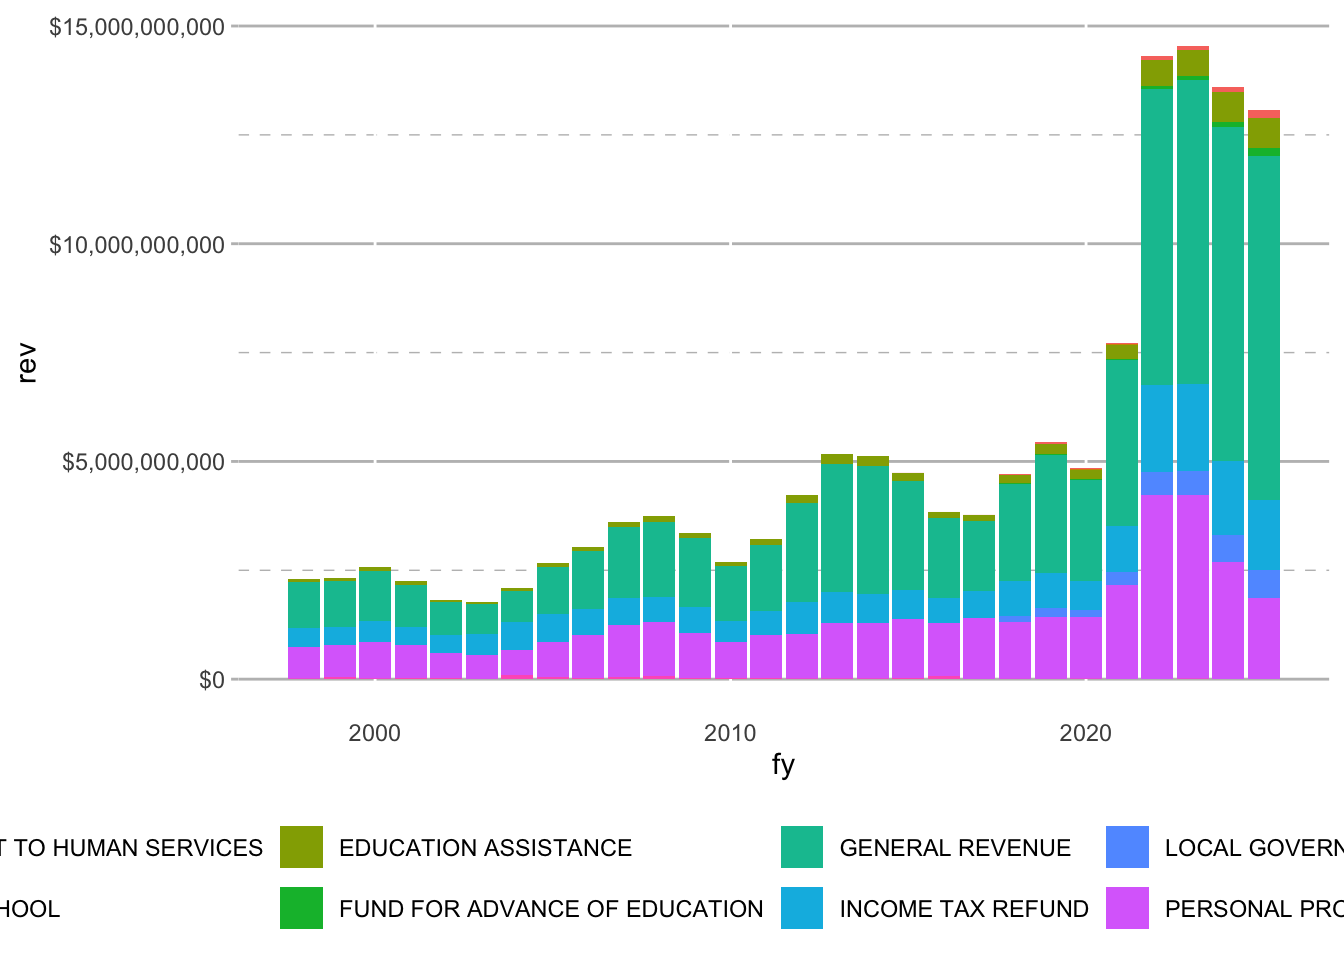 $15,000,000,000
$10,000,000,000
$5,000,000,000
$0
rev
2000 2010 2020
fy
T TO HUMAN SERVICES EDUCATION ASSISTANCE GENERAL REVENUE LOCAL GOVERN
HOOL FUND FOR ADVANCE OF EDUCATION INCOME TAX REFUND PERSONAL PRO